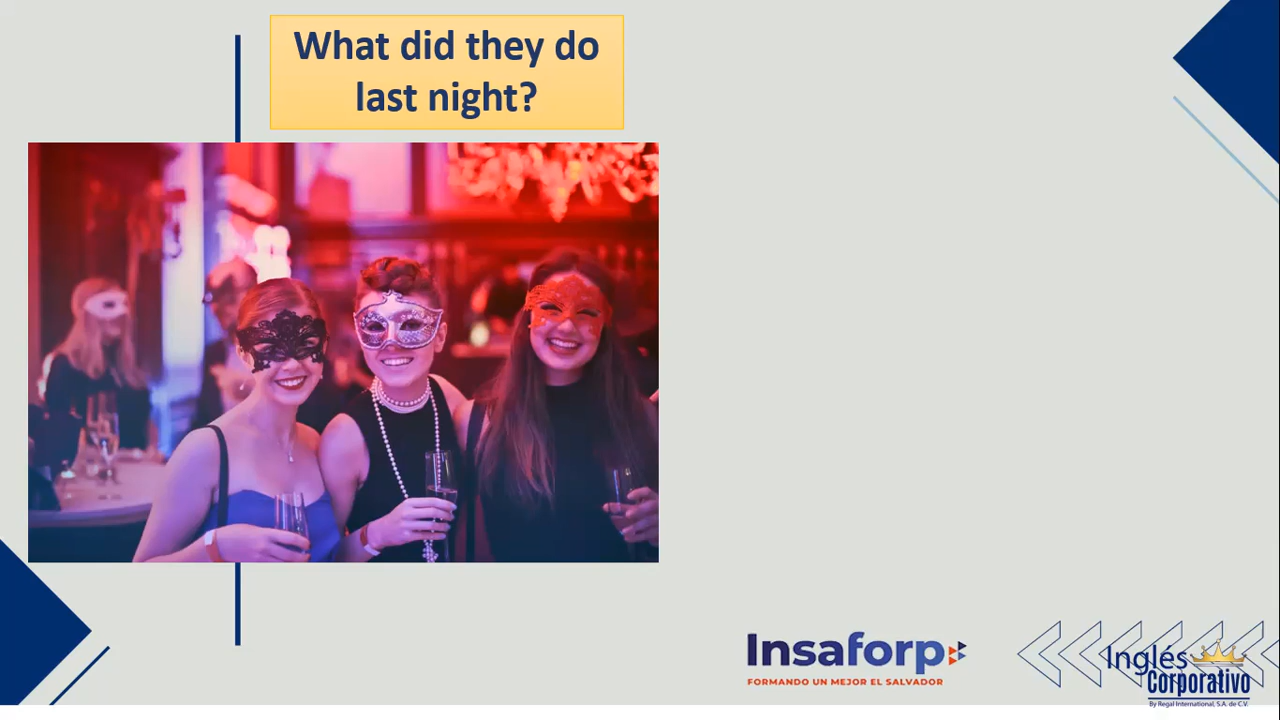 What did they do
last night?
Insaforp
FORMANDO UN MEJOR EL SALVADOR
Inglés
Corporativo
By Regal International, S.A. de C.V.